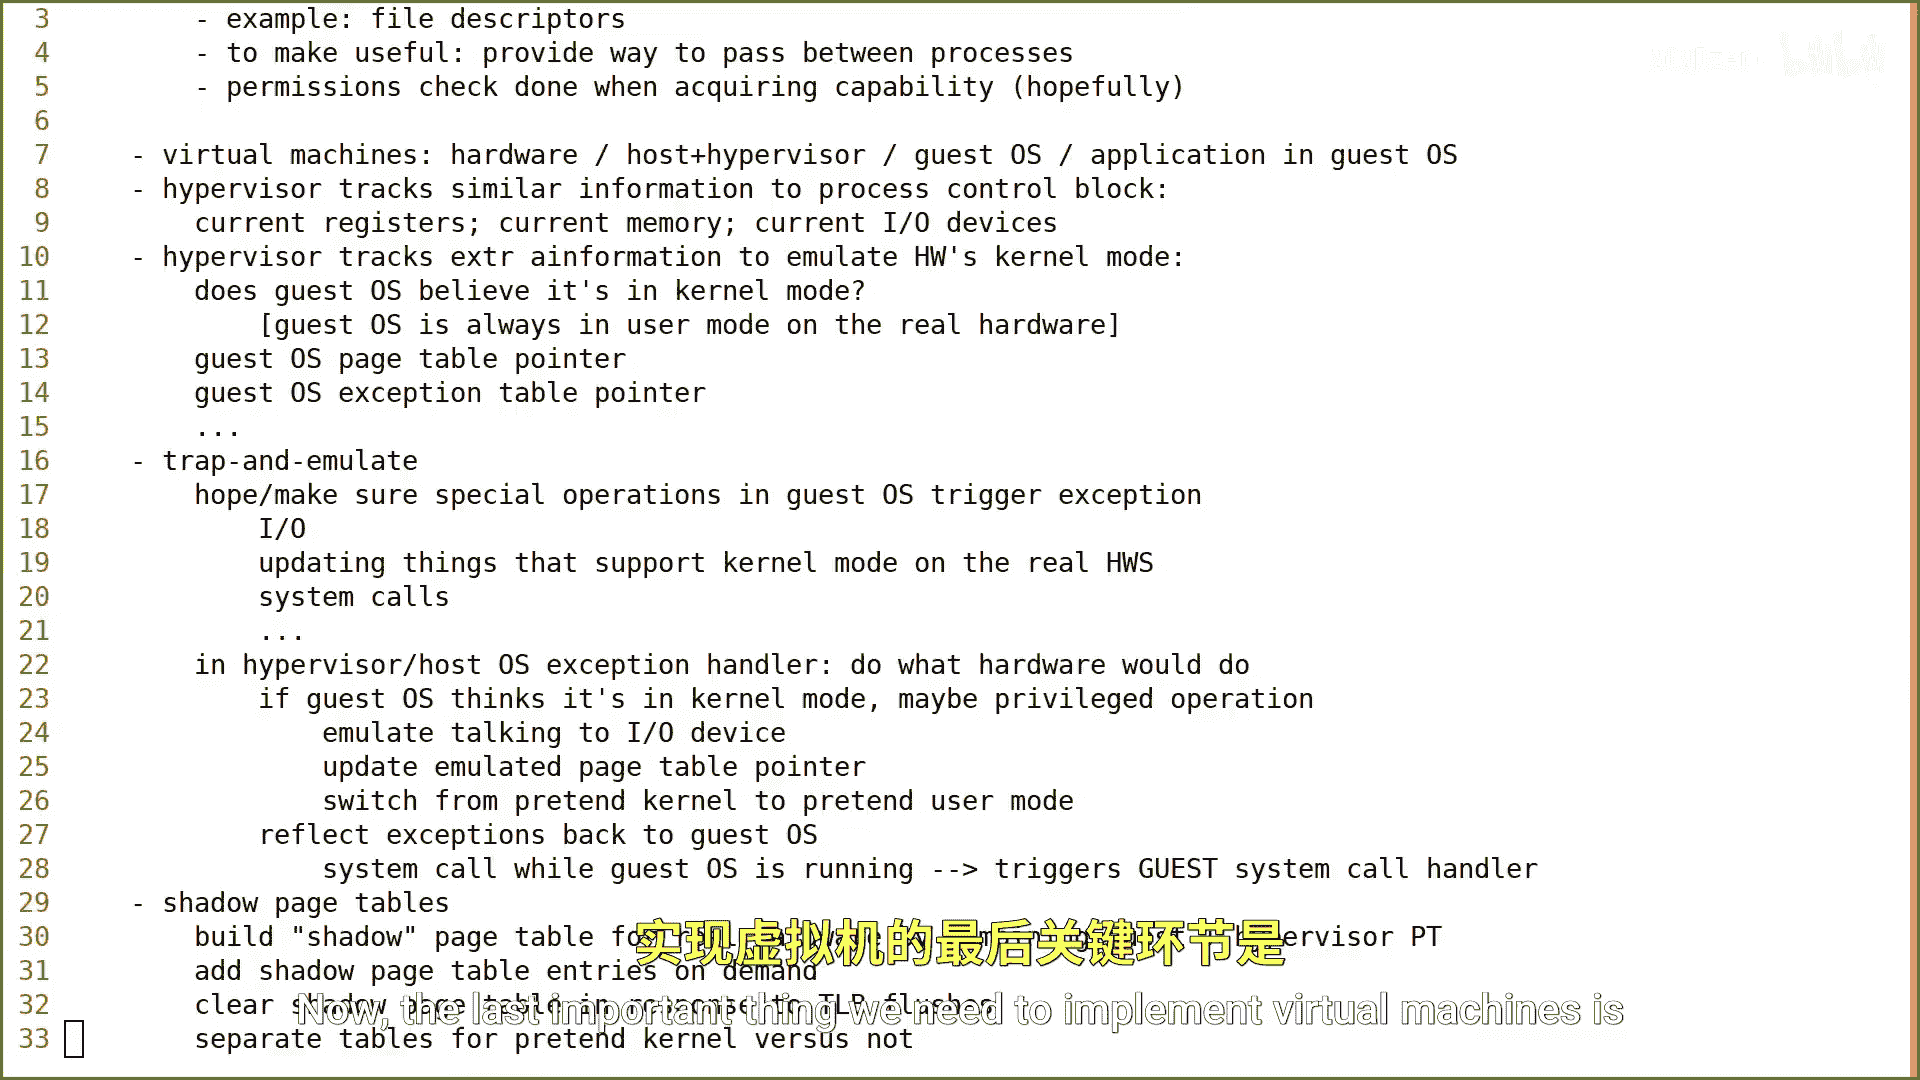 3 - example: file descriptors
4 - to make useful: provide way to pass between processes
5 - permissions check done when acquiring capability (hopefully)
6
7 - virtual machines: hardware / host+hypervisor / guest OS / application in guest OS
8 - hypervisor tracks similar information to process control block:
9 current registers; current memory; current I/O devices
10 - hypervisor tracks extr ainformation to emulate HW's kernel mode:
11 does guest OS believe it's in kernel mode?
12 [guest OS is always in user mode on the real hardware]
13 guest OS page table pointer
14 guest OS exception table pointer
15 ...
16 - trap-and-emulate
17 hope/make sure special operations in guest OS trigger exception
18 I/O
19 updating things that support kernel mode on the real HWS
20 system calls
21 ...
22 in hypervisor/host OS exception handler: do what hardware would do
23 if guest OS thinks it's in kernel mode, maybe privileged operation
24 emulate talking to I/O device
25 update emulated page table pointer
26 switch from pretend kernel to pretend user mode
27 reflect exceptions back to guest OS
28 system call while guest OS is running --> triggers GUEST system call handler
29 - shadow page tables
30 build "shadow" page table PT
实现虚拟机的最后关键环节是
31 add shadow page table entries on demand
32 clear shadow page table in response to TLB flushes
Now, the last important thing we need to implement virtual machines is
33 separate tables for pretend kernel versus not